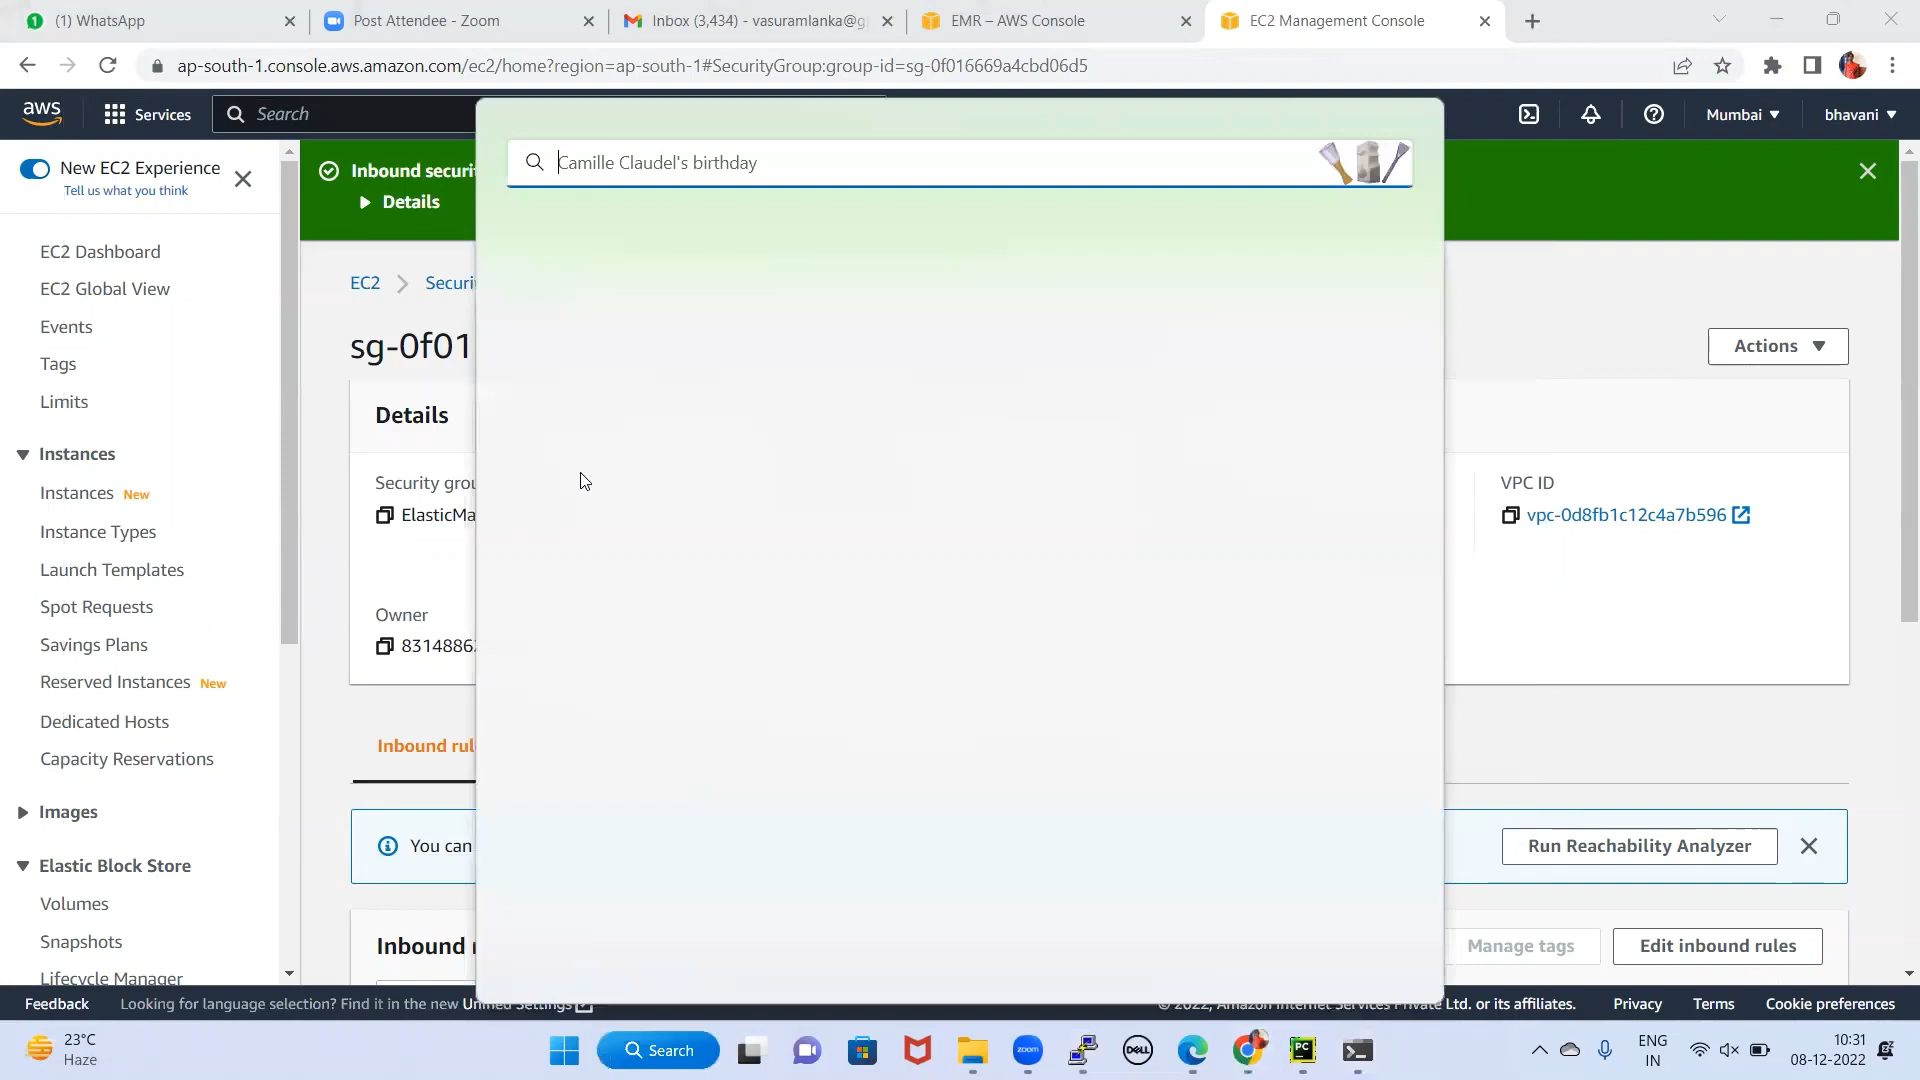 (1) WhatsApp
Post Attendee - Zoom
Inbox (3,434) - vasuramlanka@g
EMR – AWS Console
EC2 Management Console
ap-south-1.console.aws.amazon.com/ec2/home?region=ap-south-1#SecurityGroup:group-id=sg-0f016669a4cbd06d5
aws
Services
Search
Mumbai
bhavani
Camille Claudel's birthday
New EC2 Experience
Tell us what you think
Inbound securi
Details
EC2 Dashboard
EC2 Global View
Events
Tags
Limits
Instances
Instances New
Instance Types
Launch Templates
Spot Requests
Savings Plans
Reserved Instances New
Dedicated Hosts
Capacity Reservations
Images
Elastic Block Store
Volumes
Snapshots
Lifecycle Manager
EC2
Securi
sg-0f01
Actions
Details
Security grou
ElasticMa
VPC ID
vpc-0d8fb1c12c4a7b596
Owner
8314886
Inbound rul
You can
Run Reachability Analyzer
Inbound
Manage tags
Edit inbound rules
Feedback
Looking for language selection? Find it in the new Unified Settings
© 2022, Amazon Internet Services Private Ltd. or its affiliates.
Privacy
Terms
Cookie preferences
23°C
Haze
Search
zoom
DELL
PC
ENG
IN
10:31
08-12-2022